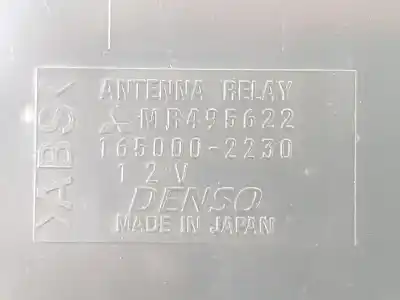 ANTENNA RELAY
MR495622
165000-2230
12V
DENSO
MADE IN JAPAN
>ABS<